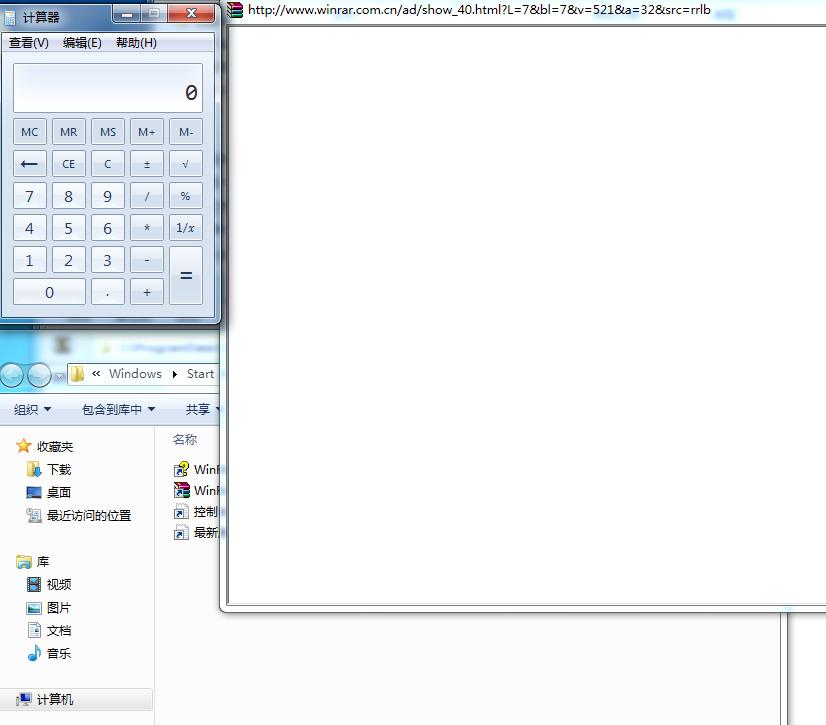 计算器
http://www.winrar.com.cn/ad/show_40.html?L=7&bl=7&v=521&a=32&src=rrlb
查看(V) 编辑(E) 帮助(H)
0
MC MR MS M+ M-
← CE C ± √
7 8 9 / %
4 5 6 * 1/x
1 2 3 - =
0 . +
« Windows ▸ Start
组织 包含到库中 共享
名称
收藏夹
WinR
下载
WinR
桌面
控制
最近访问的位置
最新
库
视频
图片
文档
音乐
计算机